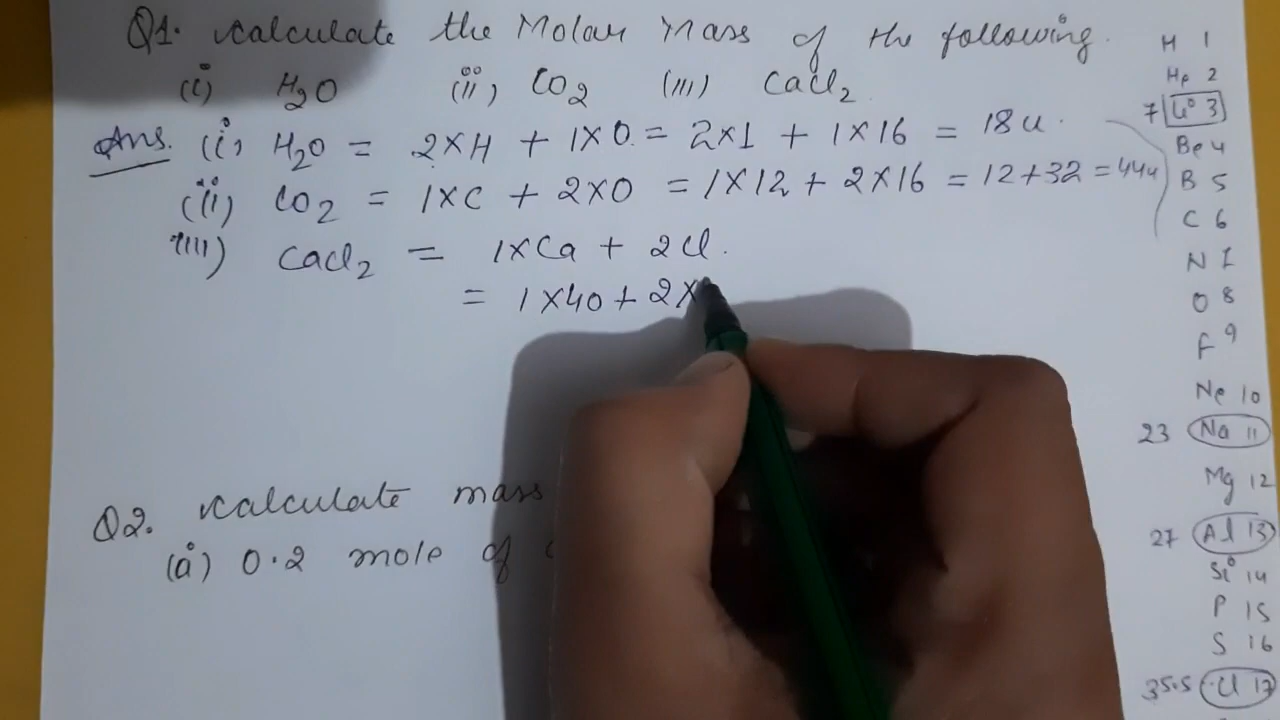 Q1. Calculate the Molar Mass of the following.
(i) H2O (ii) CO2 (iii) CaCl2
Ans. (i) H2O = 2×H + 1×O = 2×1 + 1×16 = 18u.
(ii) CO2 = 1×C + 2×O = 1×12 + 2×16 = 12+32 = 44u
(iii) CaCl2 = 1×Ca + 2Cl.
= 1×40 + 2×
Q2. Calculate mass
(a) 0.2 mole of
H 1
He 2
7 Li 3
Be 4
B 5
C 6
N 7
O 8
F 9
Ne 10
23 Na 11
Mg 12
27 Al 13
Si 14
P 15
S 16
35.5 Cl 17